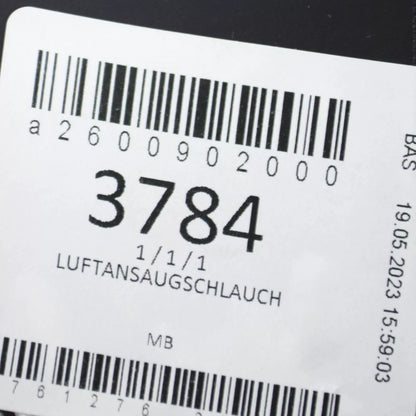 a2600902000
3784
1/1/1
LUFTANSAUGSCHLAUCH
MB
761276
BAS 19.05.2023 15:59:03